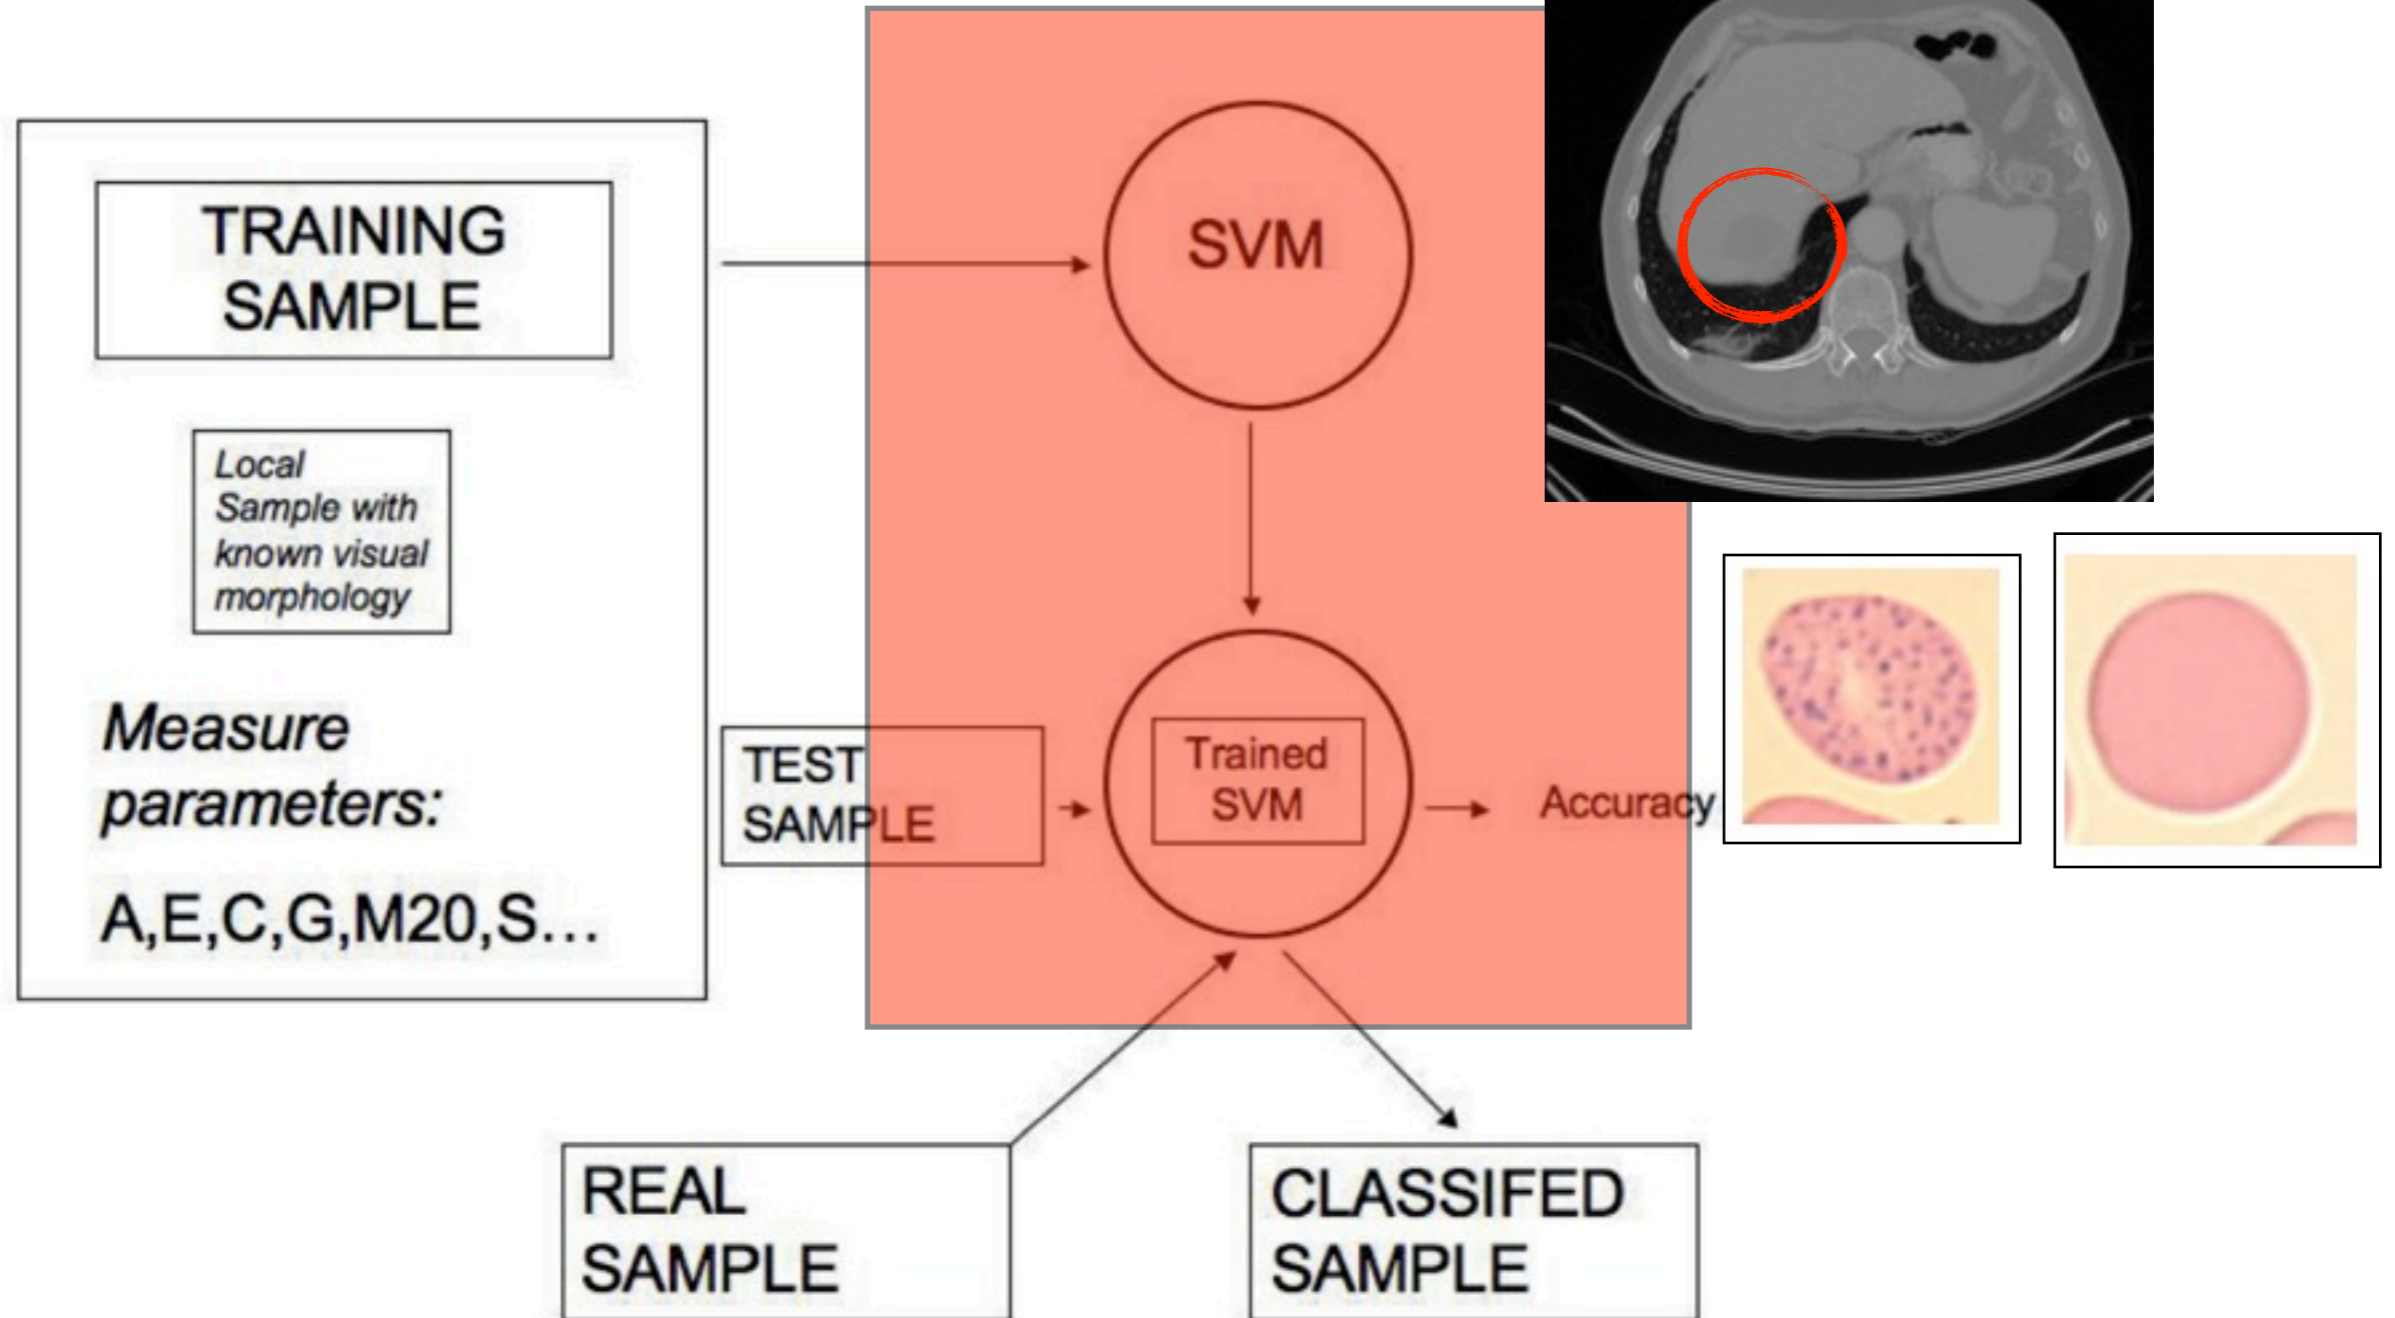 TRAINING
SAMPLE
Local
Sample with
known visual
morphology
Measure
parameters:
A,E,C,G,M20,S...
SVM
TEST
SAMPLE
Trained
SVM
Accuracy
REAL
SAMPLE
CLASSIFED
SAMPLE